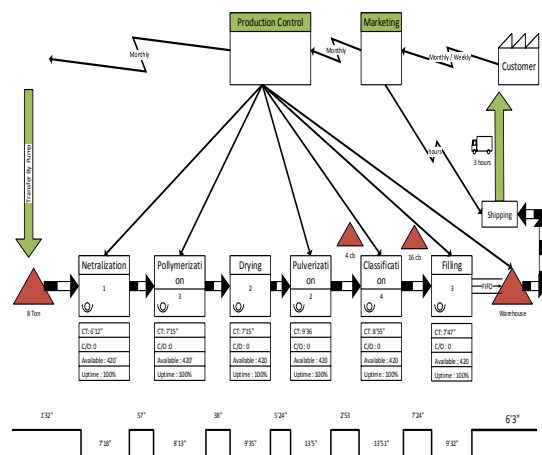 Production Control
Marketing
Monthly
Monthly
Monthly / Weekly
Customer
Transfer By Pump
hours
3 hours
Shipping
4 cb
16 cb
Netralization
1
Pollymerizati
on
3
Drying
2
Pulverization
2
Classificati
on
4
Filling
3
FIFO
8 Ton
Warehouse
CT: 6'12"
C/O: 0
Available : 420'
Uptime : 100%
CT: 7'15"
C/O :0
Available : 420'
Uptime : 100%
CT: 7'15"
C/O : 0
Available : 420
Uptime : 100%
CT: 9'36
C/O : 0
Available : 420
Uptime : 100%
CT: 8'55"
C/O : 0
Available : 420
Uptime : 100%
CT: 7'47"
C/O : 0
Available : 420
Uptime : 100%
1'32"
57"
38"
5'24"
2'53
7'24"
6'3"
7'18"
8'13"
9'35"
13'5"
13'51"
9'32"